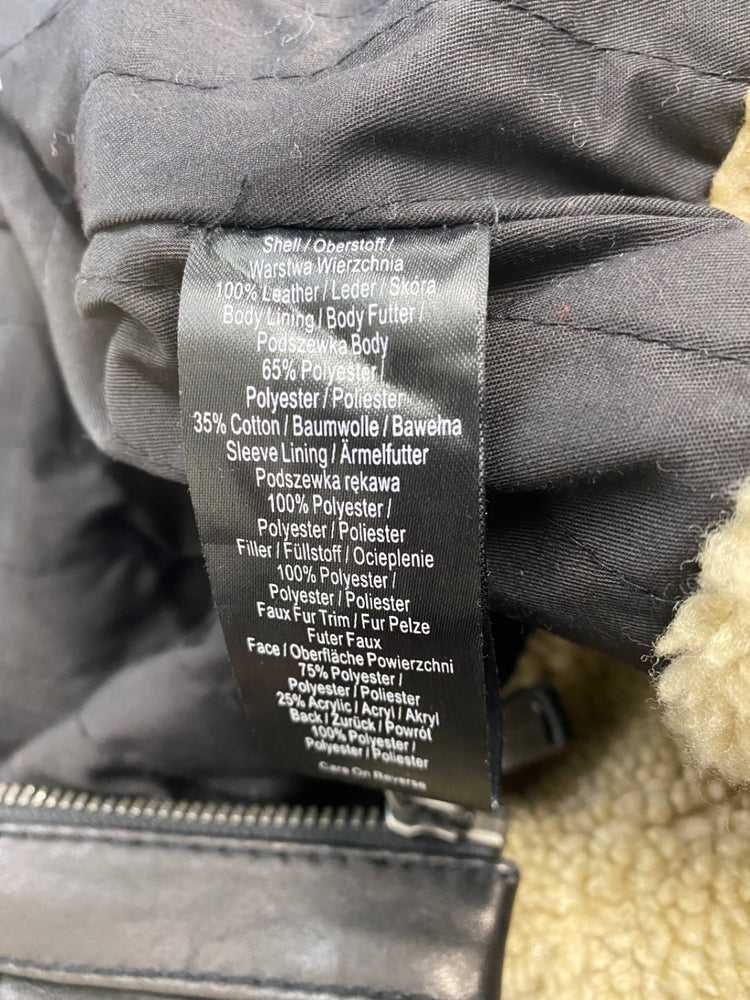 Shell / Oberstoff /
Warstwa Wierzchnia
100% Leather / Leder / Skóra
Body Lining / Body Futter /
Podszewka Body
65% Polyester /
Polyester / Poliester
35% Cotton / Baumwolle / Bawełna
Sleeve Lining / Ärmelfutter
Podszewka rękawa
100% Polyester /
Polyester / Poliester
Filler / Füllstoff / Ocieplenie
100% Polyester /
Polyester / Poliester
Faux Fur Trim / Fur Pelze
Futer Faux
Face / Oberfläche Powierzchni
75% Polyester /
Polyester / Poliester
25% Acrylic / Acryl / Akryl
Back / Zurück / Powrót
100% Polyester /
Polyester / Poliester
Care On Reverse